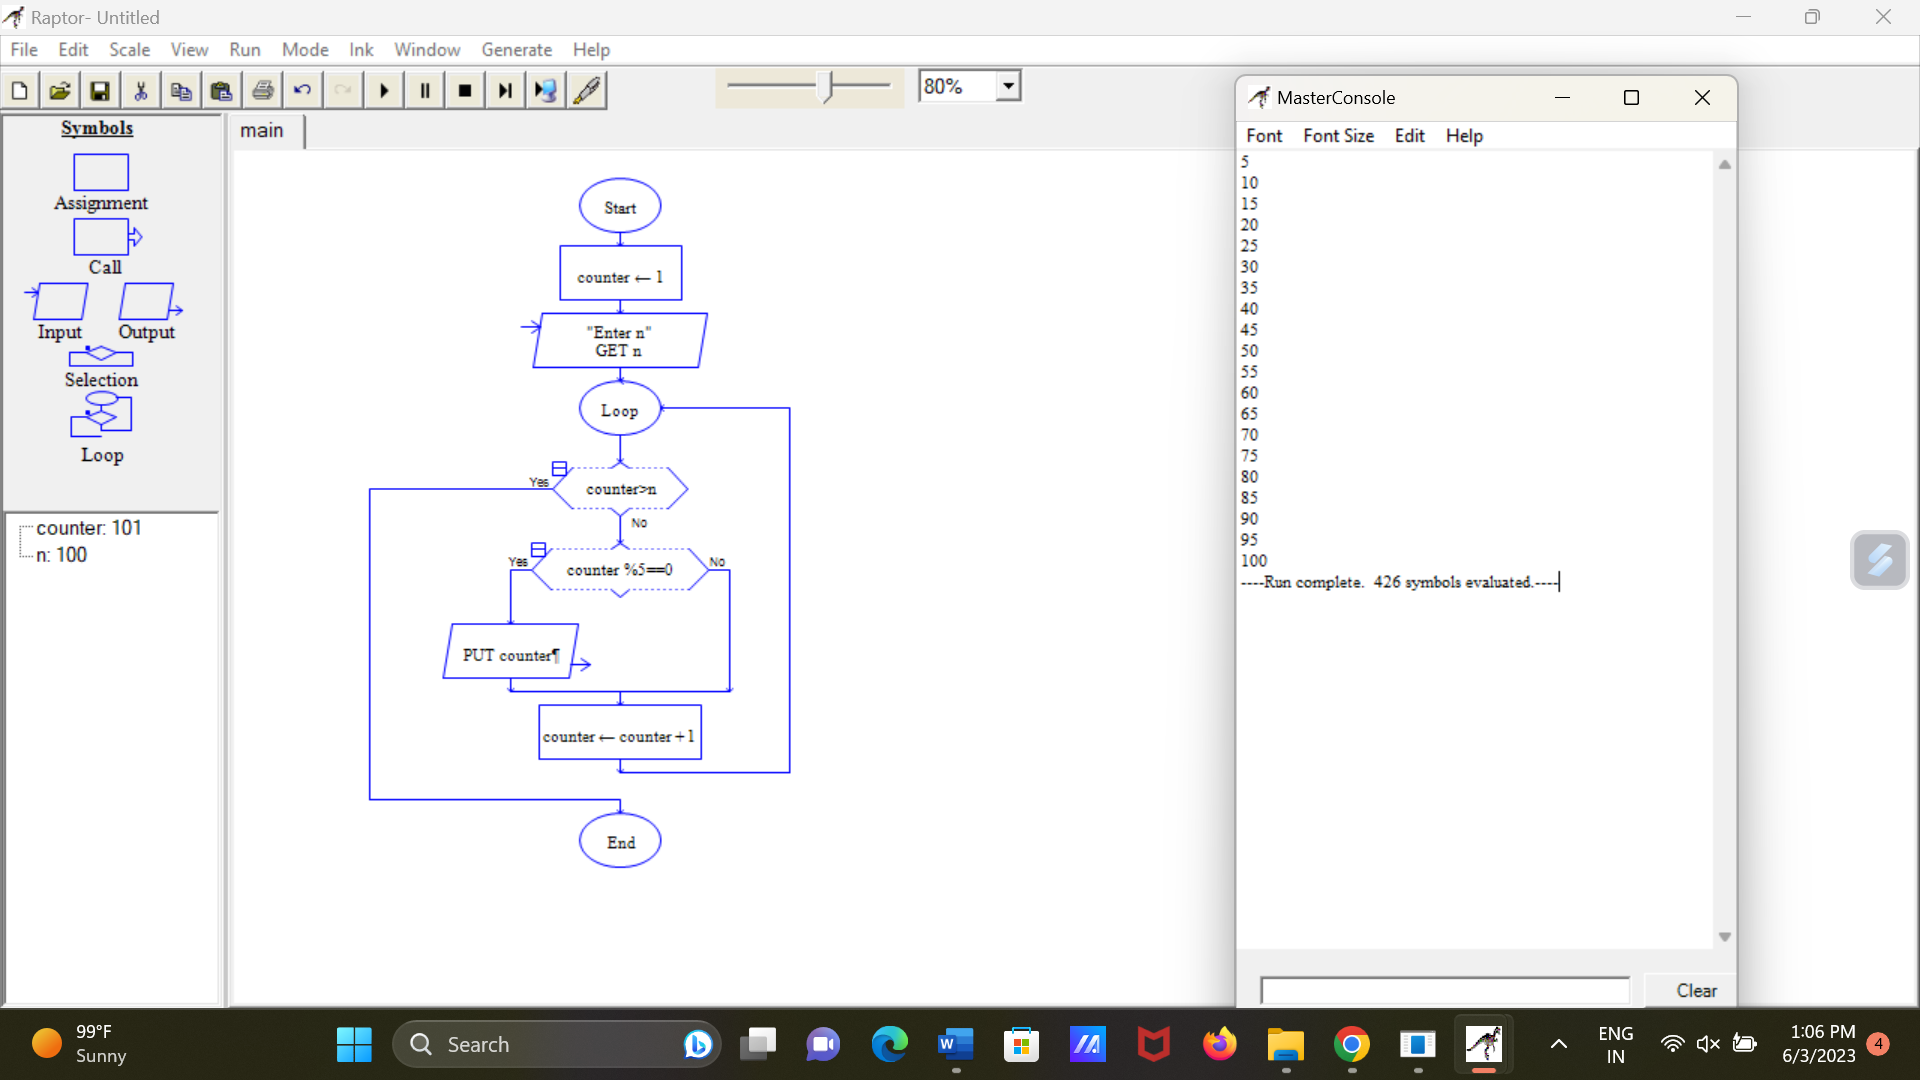 Raptor- Untitled
File Edit Scale View Run Mode Ink Window Generate Help
80%
Symbols
Assignment
Call
Input Output
Selection
Loop
counter: 101
n: 100
main
Start
counter ← 1
"Enter n"
GET n
Loop
Yes
counter>n
No
Yes
counter %5==0
No
PUT counter¶
counter ← counter+1
End
MasterConsole
Font Font Size Edit Help
5
10
15
20
25
30
35
40
45
50
55
60
65
70
75
80
85
90
95
100
----Run complete. 426 symbols evaluated.----
Clear
99°F
Sunny
Search
ENG
IN
1:06 PM
6/3/2023
4